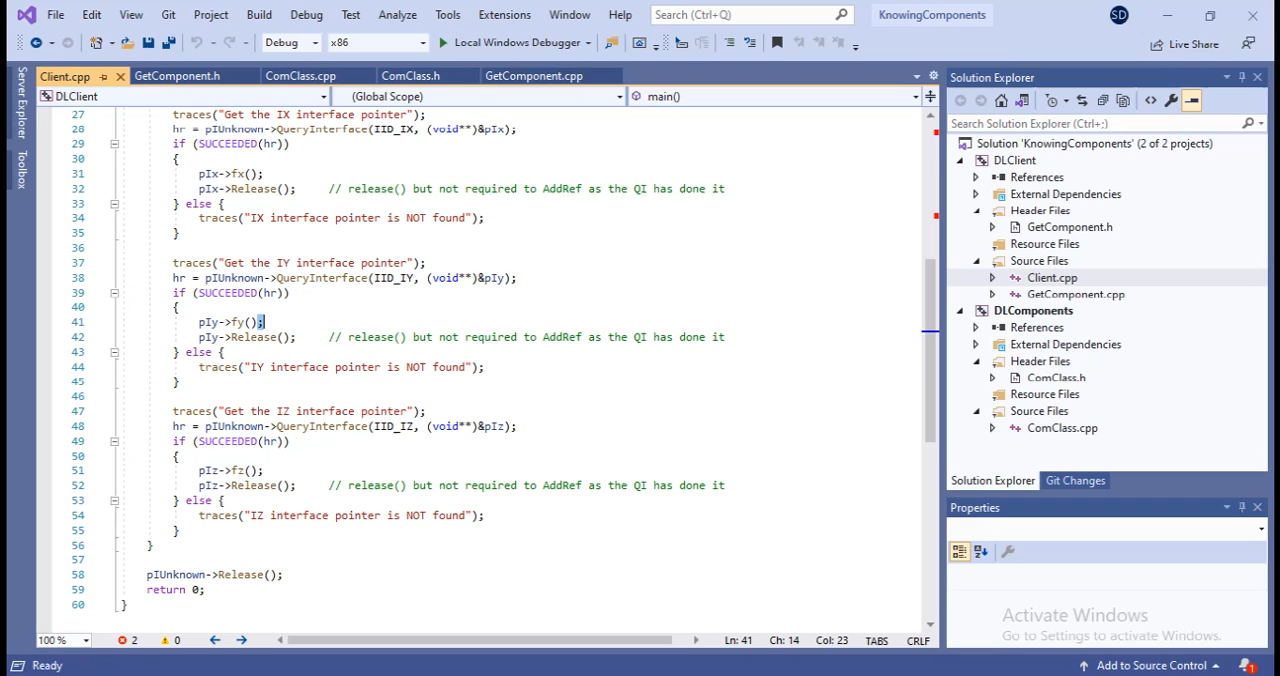 File Edit View Git Project Build Debug Test Analyze Tools Extensions Window Help Search (Ctrl+Q) KnowingComponents SD
Debug x86 Local Windows Debugger Live Share
Server Explorer
Toolbox
Client.cpp GetComponent.h ComClass.cpp ComClass.h GetComponent.cpp
DLClient (Global Scope) main()
27 traces("Get the IX interface pointer");
28 hr = pIUnknown->QueryInterface(IID_IX, (void**)&pIx);
29 if (SUCCEEDED(hr))
30 {
31 pIx->fx();
32 pIx->Release(); // release() but not required to AddRef as the QI has done it
33 } else {
34 traces("IX interface pointer is NOT found");
35 }
36
37 traces("Get the IY interface pointer");
38 hr = pIUnknown->QueryInterface(IID_IY, (void**)&pIy);
39 if (SUCCEEDED(hr))
40 {
41 pIy->fy();
42 pIy->Release(); // release() but not required to AddRef as the QI has done it
43 } else {
44 traces("IY interface pointer is NOT found");
45 }
46
47 traces("Get the IZ interface pointer");
48 hr = pIUnknown->QueryInterface(IID_IZ, (void**)&pIz);
49 if (SUCCEEDED(hr))
50 {
51 pIz->fz();
52 pIz->Release(); // release() but not required to AddRef as the QI has done it
53 } else {
54 traces("IZ interface pointer is NOT found");
55 }
56 }
57
58 pIUnknown->Release();
59 return 0;
60 }
100 % 2 0 Ln: 41 Ch: 14 Col: 23 TABS CRLF
Solution Explorer
Search Solution Explorer (Ctrl+;)
Solution 'KnowingComponents' (2 of 2 projects)
DLClient
References
External Dependencies
Header Files
GetComponent.h
Resource Files
Source Files
Client.cpp
GetComponent.cpp
DLComponents
References
External Dependencies
Header Files
ComClass.h
Resource Files
Source Files
ComClass.cpp
Solution Explorer Git Changes
Properties
Activate Windows
Go to Settings to activate Windows.
Ready Add to Source Control 1